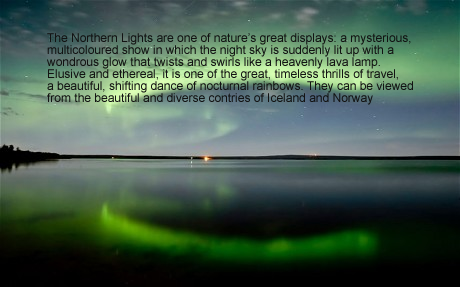 The Northern Lights are one of nature's great displays: a mysterious,
multicoloured show in which the night sky is suddenly lit up with a
wondrous glow that twists and swirls like a heavenly lava lamp.
Elusive and ethereal, it is one of the great, timeless thrills of travel,
a beautiful, shifting dance of nocturnal rainbows. They can be viewed
from the beautiful and diverse contries of Iceland and Norway